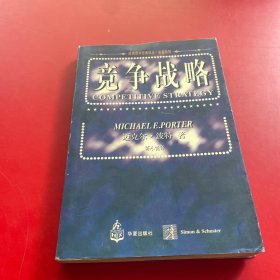 竞争战略
COMPETITIVE STRATEGY
MICHAEL E.PORTER
迈克尔·波特 著
华夏出版社
Simon & Schuster